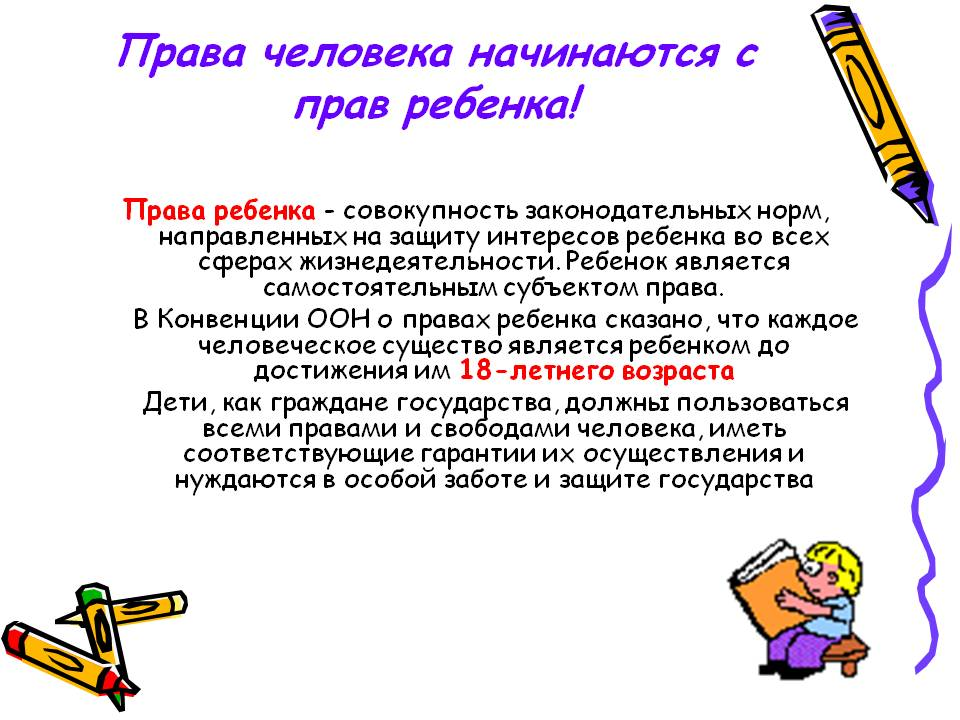 Права человека начинаются с
прав ребенка!
Права ребенка - совокупность законодательных норм,
направленных на защиту интересов ребенка во всех
сферах жизнедеятельности. Ребенок является
самостоятельным субъектом права.
В Конвенции ООН о правах ребенка сказано, что каждое
человеческое существо является ребенком до
достижения им 18-летнего возраста
Дети, как граждане государства, должны пользоваться
всеми правами и свободами человека, иметь
соответствующие гарантии их осуществления и
нуждаются в особой заботе и защите государства